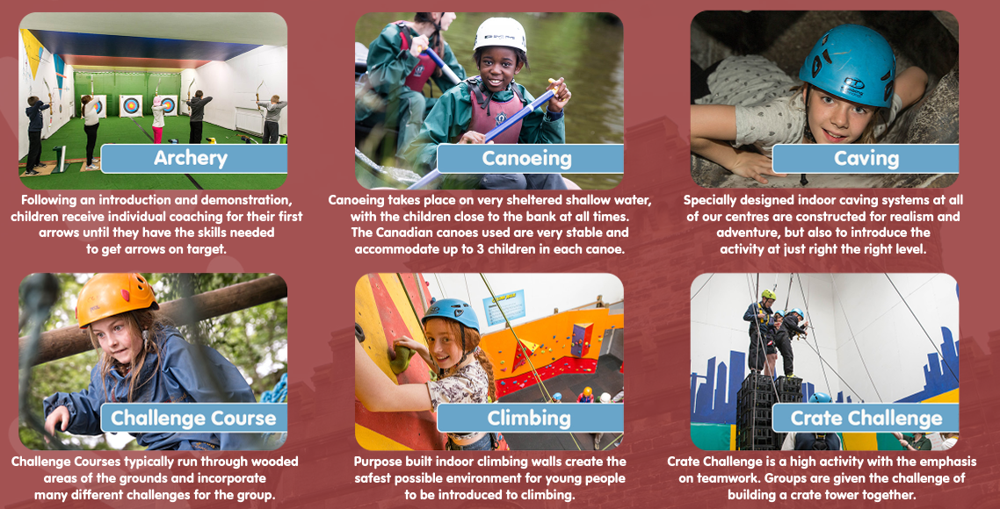 Archery
Following an introduction and demonstration,
children receive individual coaching for their first
arrows until they have the skills needed
to get arrows on target.
Canoeing
Canoeing takes place on very sheltered shallow water,
with the children close to the bank at all times.
The Canadian canoes used are very stable and
accommodate up to 3 children in each canoe.
Caving
Specially designed indoor caving systems at all
of our centres are constructed for realism and
adventure, but also to introduce the
activity at just right the right level.
Challenge Course
Challenge Courses typically run through wooded
areas of the grounds and incorporate
many different challenges for the group.
Climbing
Purpose built indoor climbing walls create the
safest possible environment for young people
to be introduced to climbing.
Crate Challenge
Crate Challenge is a high activity with the emphasis
on teamwork. Groups are given the challenge of
building a crate tower together.